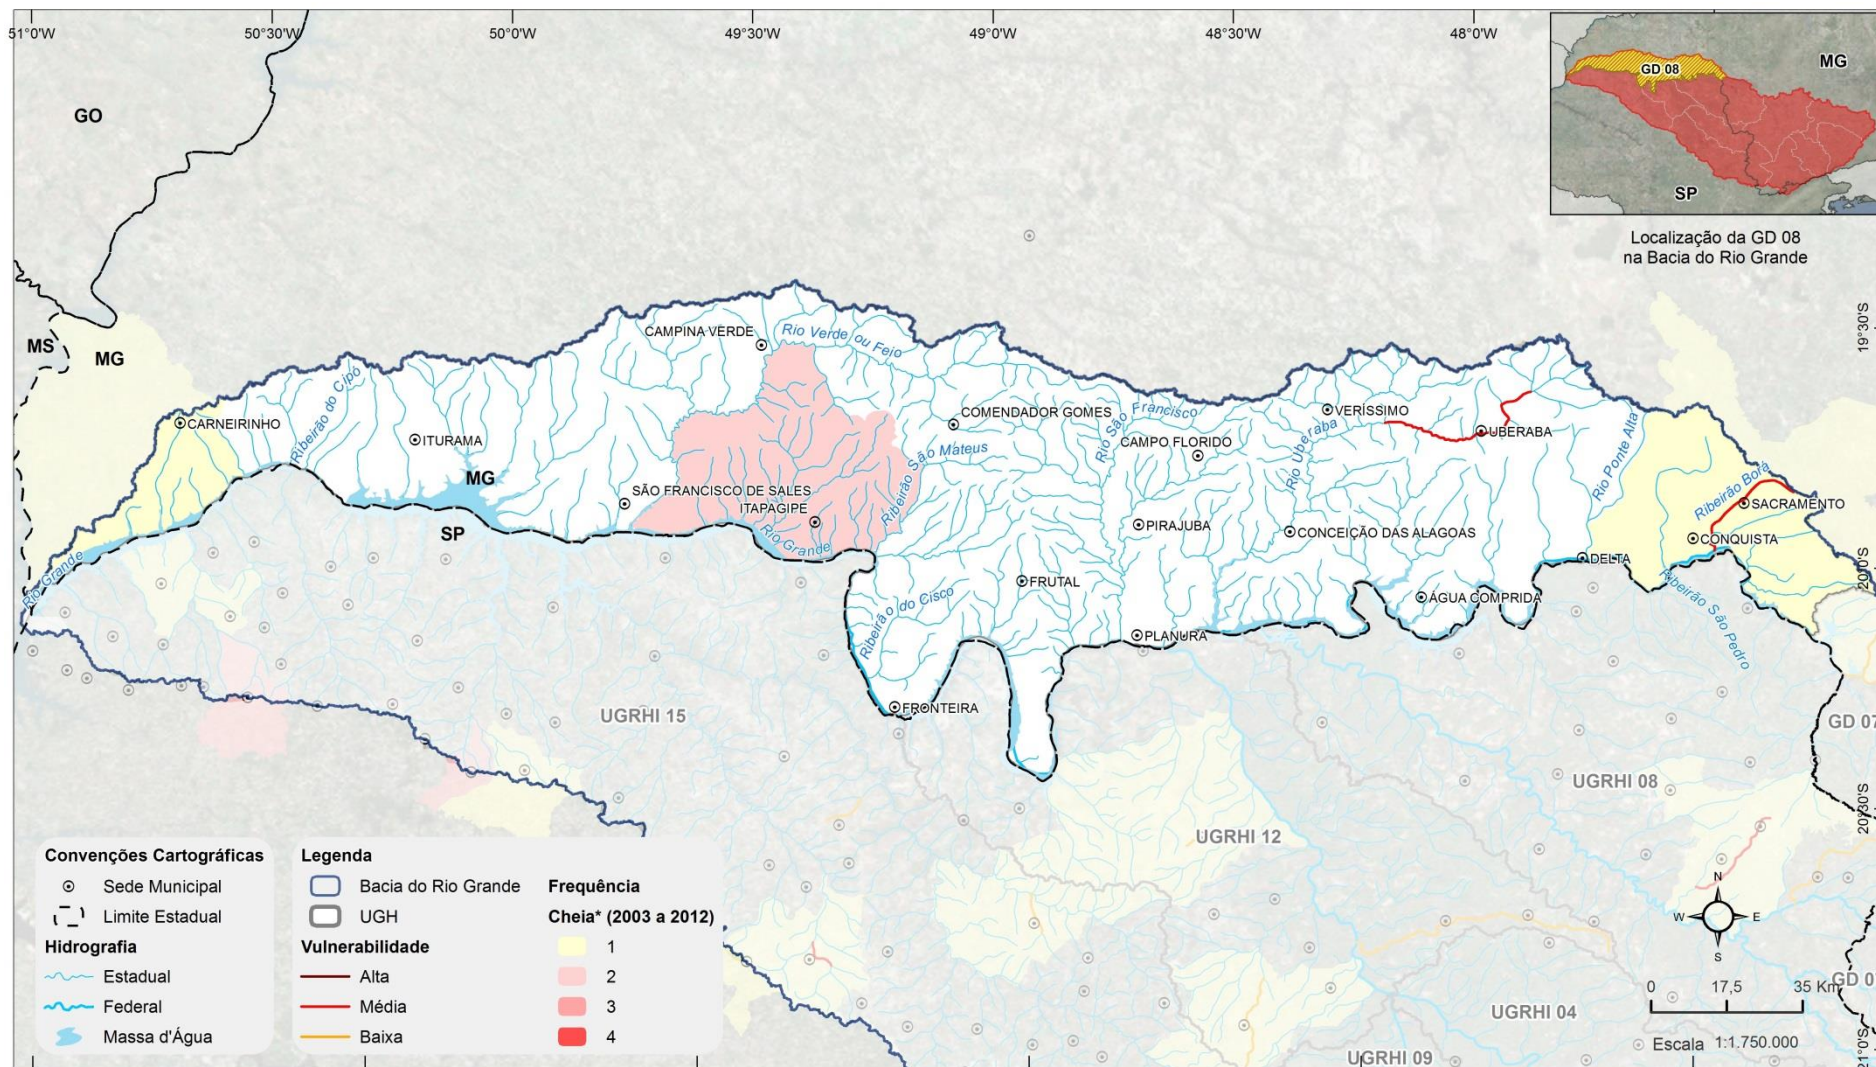 51°0'W
50°30'W
50°0'W
49°30'W
49°0'W
48°30'W
48°0'W
GO
MS
MG
GD 08
MG
SP
Localização da GD 08
na Bacia do Rio Grande
19°30'S
20°0'S
20°30'S
21°0'S
CAMPINA VERDE
Rio Verde ou Feio
CARNEIRINHO
Ribeirão do Cipó
ITURAMA
MG
SP
SÃO FRANCISCO DE SALES
ITAPAGIPE
Rio Grande
Rio Grande
Ribeirão São Mateus
COMENDADOR GOMES
Rio São Francisco
CAMPO FLORIDO
VERÍSSIMO
Rio Uberaba
UBERABA
Rio Ponte Alta
Ribeirão Borá
SACRAMENTO
CONQUISTA
DELTA
Ribeirão São Pedro
PIRAJUBA
CONCEIÇÃO DAS ALAGOAS
FRUTAL
ÁGUA COMPRIDA
Ribeirão do Cisco
PLANURA
FRONTEIRA
UGRHI 15
UGRHI 12
UGRHI 08
GD 07
UGRHI 04
UGRHI 09
GD 0
Convenções Cartográficas
Sede Municipal
Limite Estadual
Hidrografia
Estadual
Federal
Massa d'Água
Legenda
Bacia do Rio Grande
UGH
Vulnerabilidade
Alta
Média
Baixa
Frequência
Cheia* (2003 a 2012)
1
2
3
4
N
W
E
S
0 17,5 35 Km
Escala 1:1.750.000